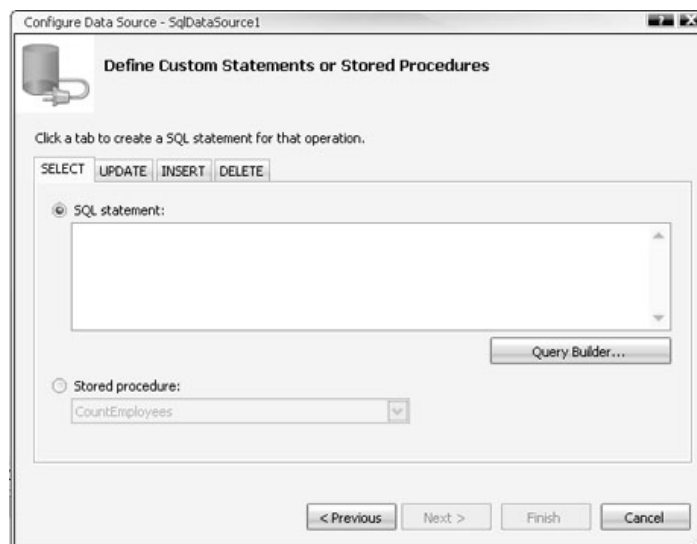 Configure Data Source - SqlDataSource1
Define Custom Statements or Stored Procedures
Click a tab to create a SQL statement for that operation.
SELECT UPDATE INSERT DELETE
SQL statement:
Query Builder...
Stored procedure:
CountEmployees
< Previous Next > Finish Cancel